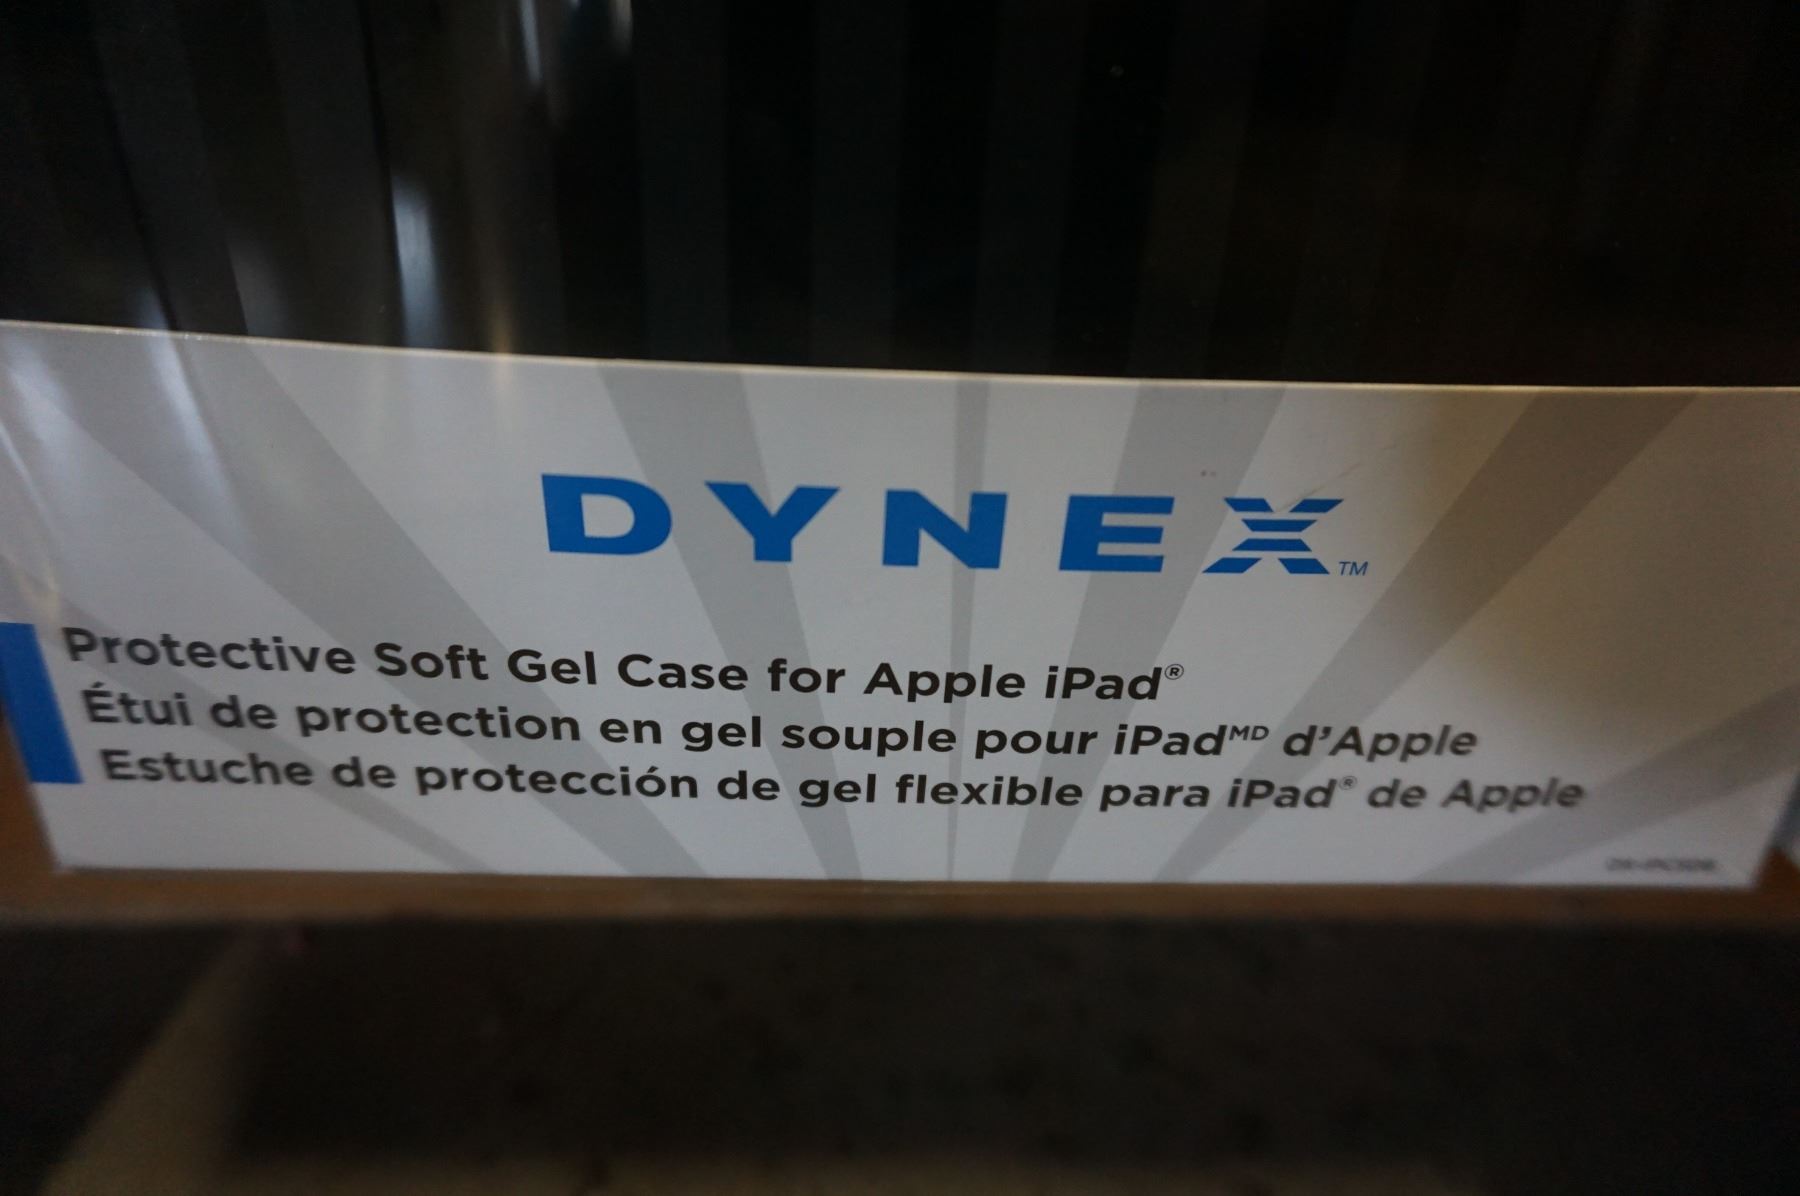 DYNEX™
Protective Soft Gel Case for Apple iPad®
Étui de protection en gel souple pour iPadᴹᴰ d'Apple
Estuche de protección de gel flexible para iPad® de Apple